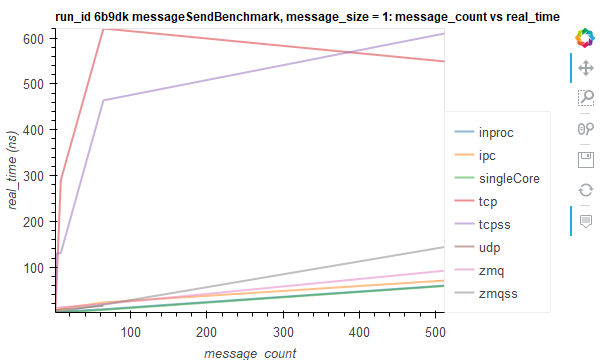 run_id 6b9dk messageSendBenchmark, message_size = 1: message_count vs real_time
600
500
400
300
200
100
real_time (ns)
100
200
300
400
500
message_count
inproc
ipc
singleCore
tcp
tcpss
udp
zmq
zmqss